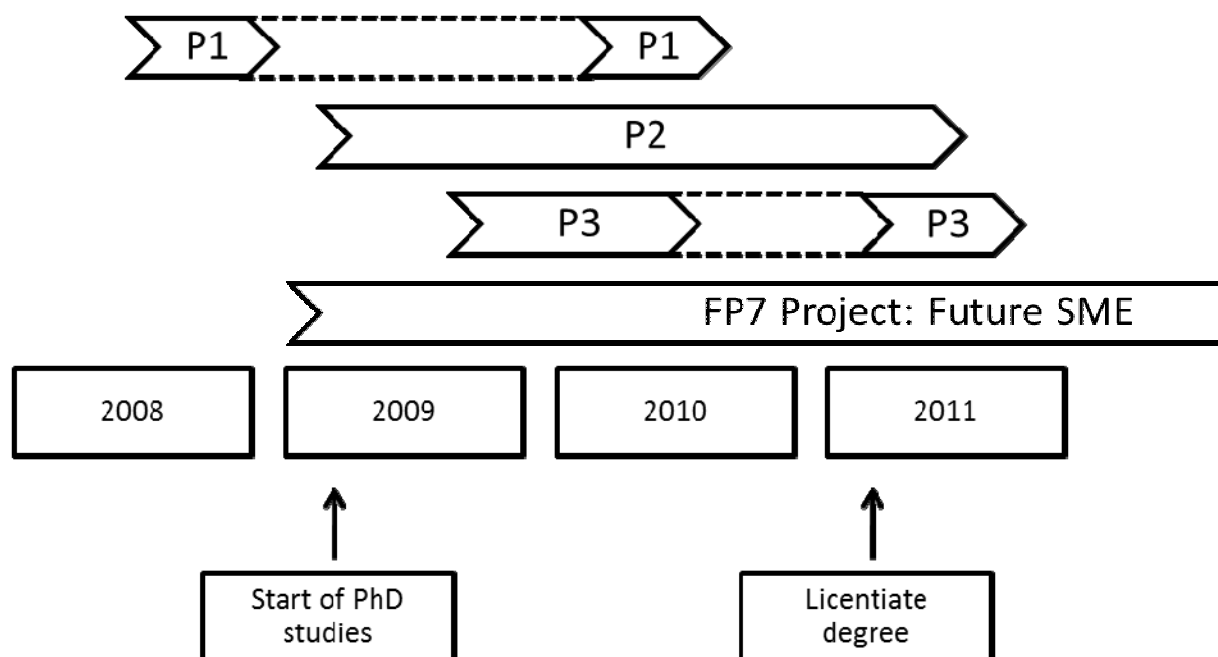 P1
P1
P2
P3
P3
FP7 Project: Future SME
2008
2009
2010
2011
Start of PhD
studies
Licentiate
degree